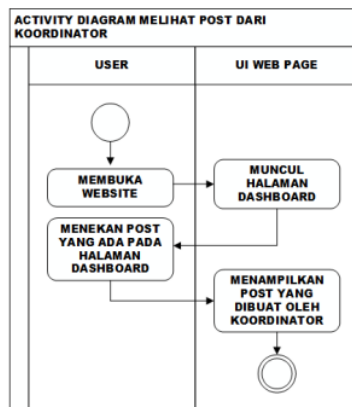 ACTIVITY DIAGRAM MELIHAT POST DARI
KOORDINATOR
USER
UI WEB PAGE
MEMBUKA
WEBSITE
MUNCUL
HALAMAN
DASHBOARD
MENEKAN POST
YANG ADA PADA
HALAMAN
DASHBOARD
MENAMPILKAN
POST YANG
DIBUAT OLEH
KOORDINATOR